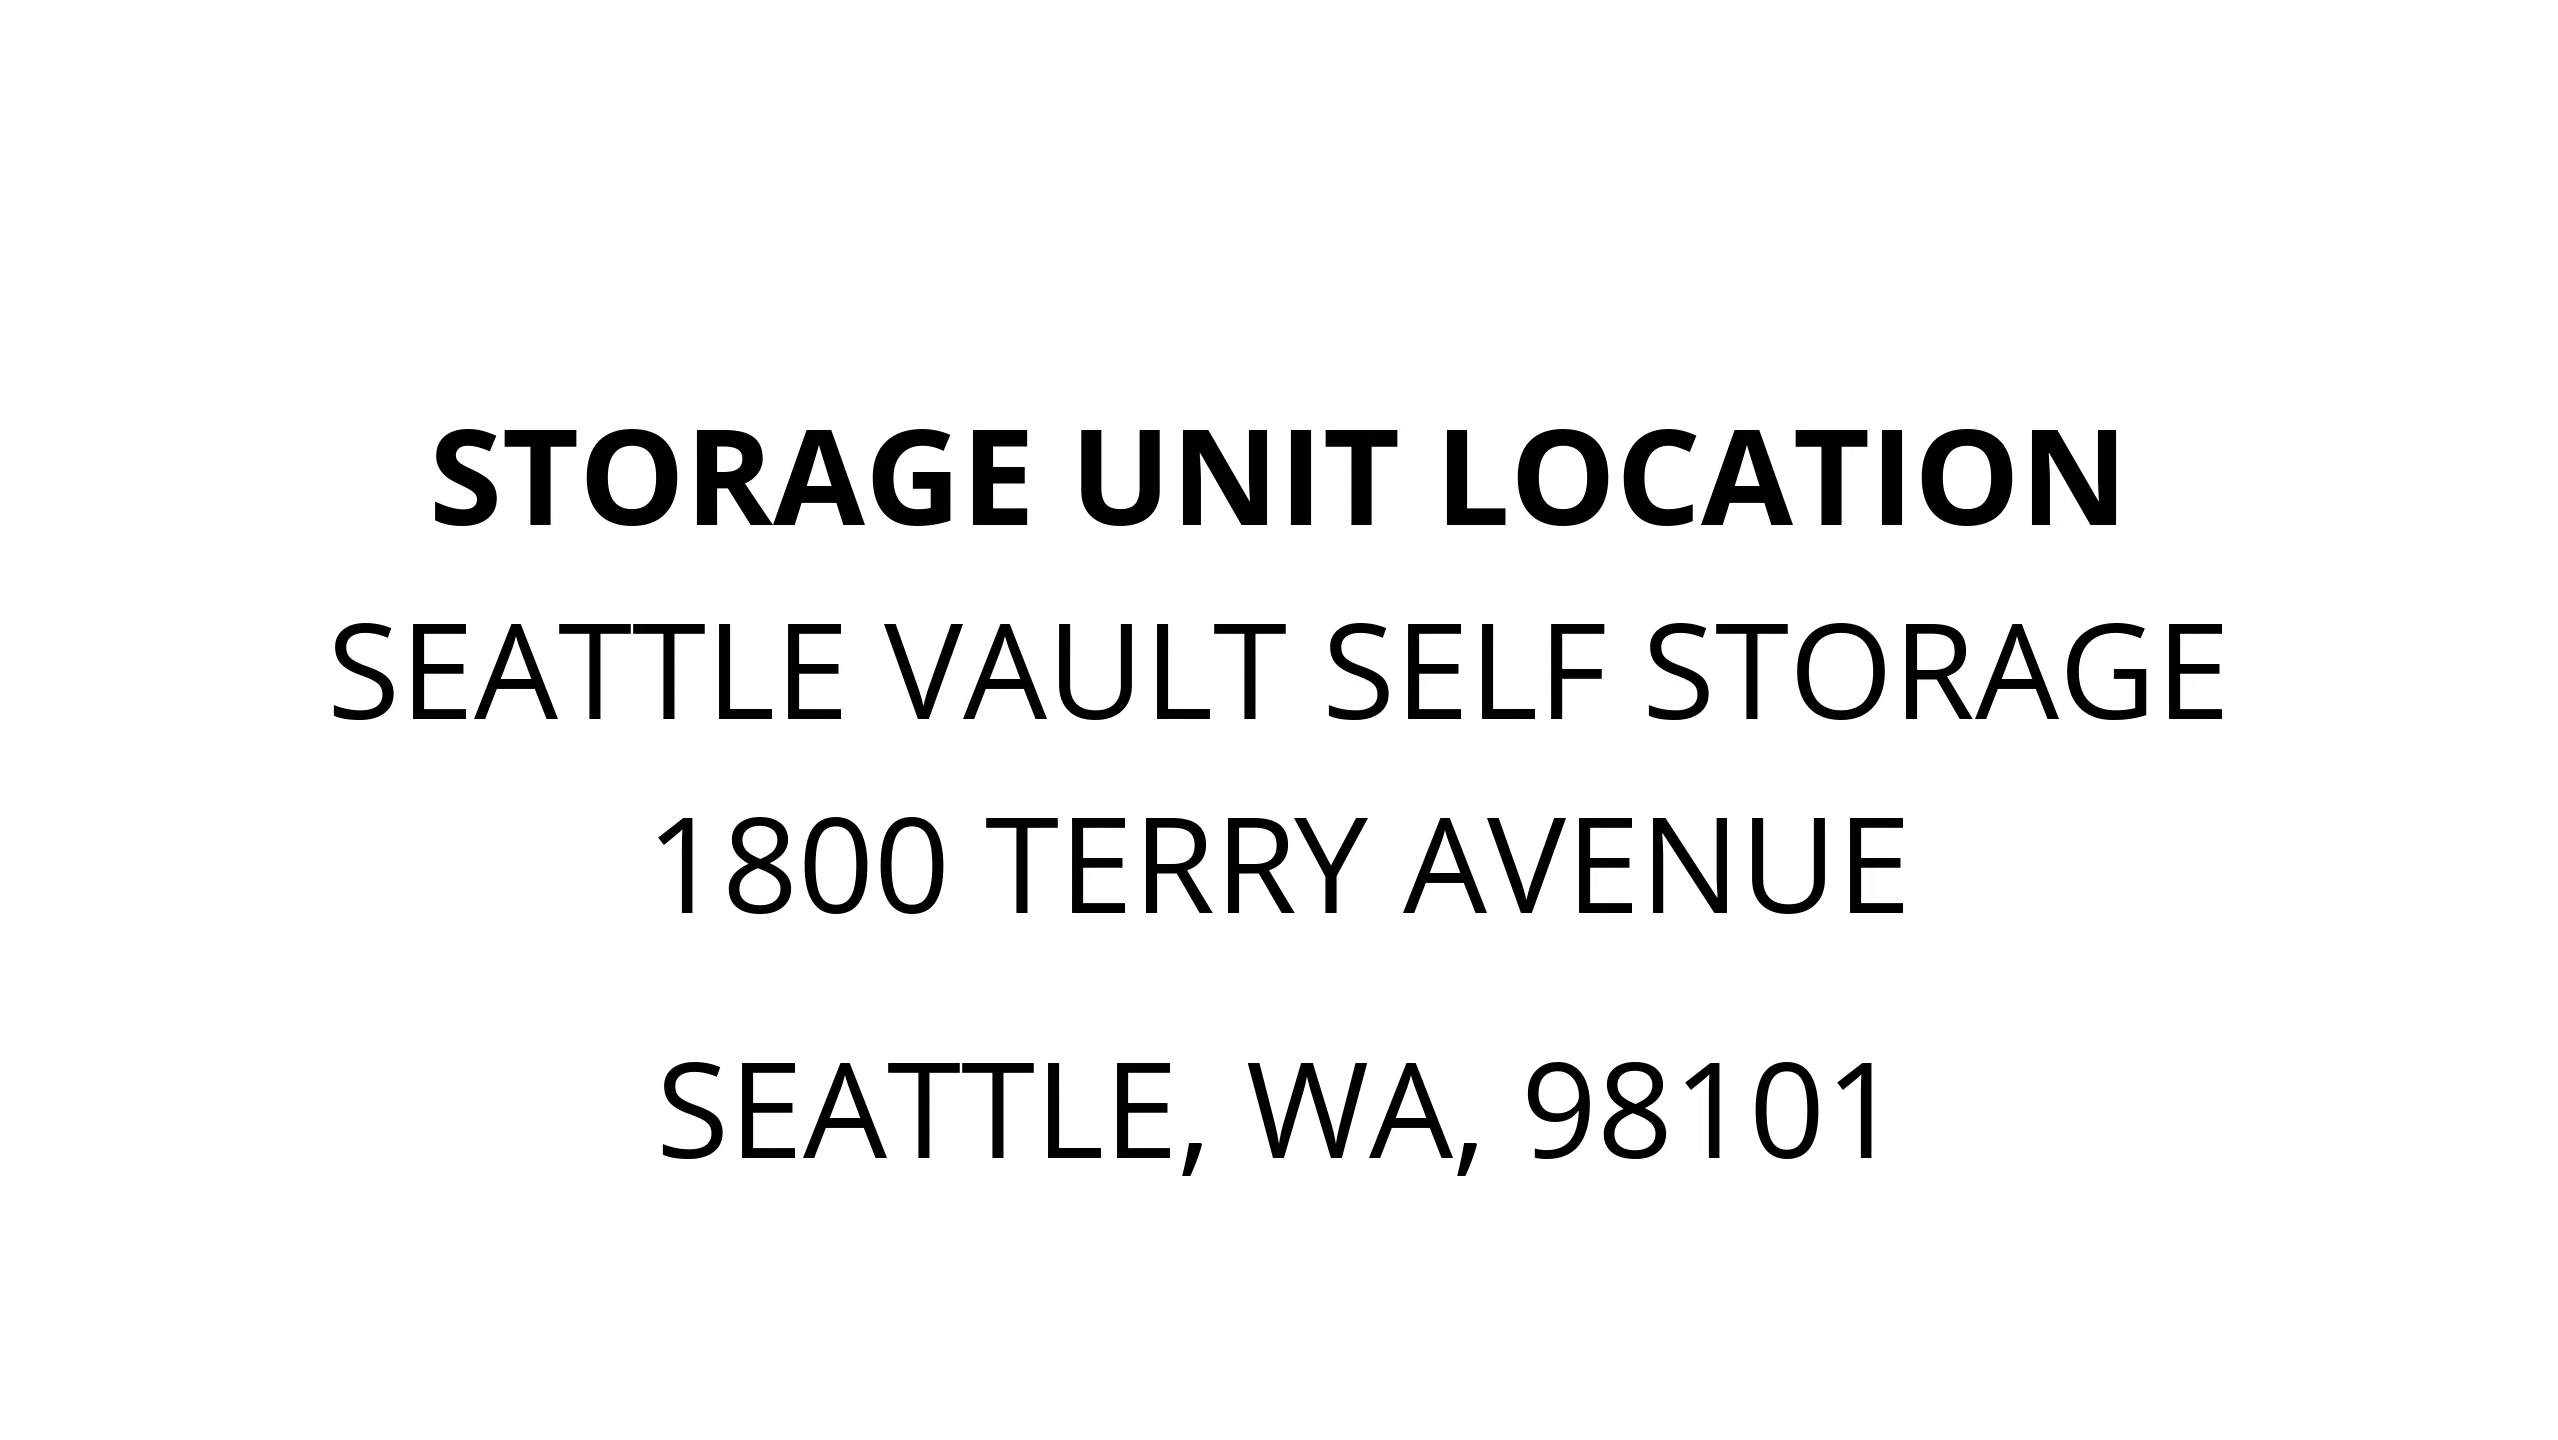 STORAGE UNIT LOCATION
SEATTLE VAULT SELF STORAGE
1800 TERRY AVENUE
SEATTLE, WA, 98101